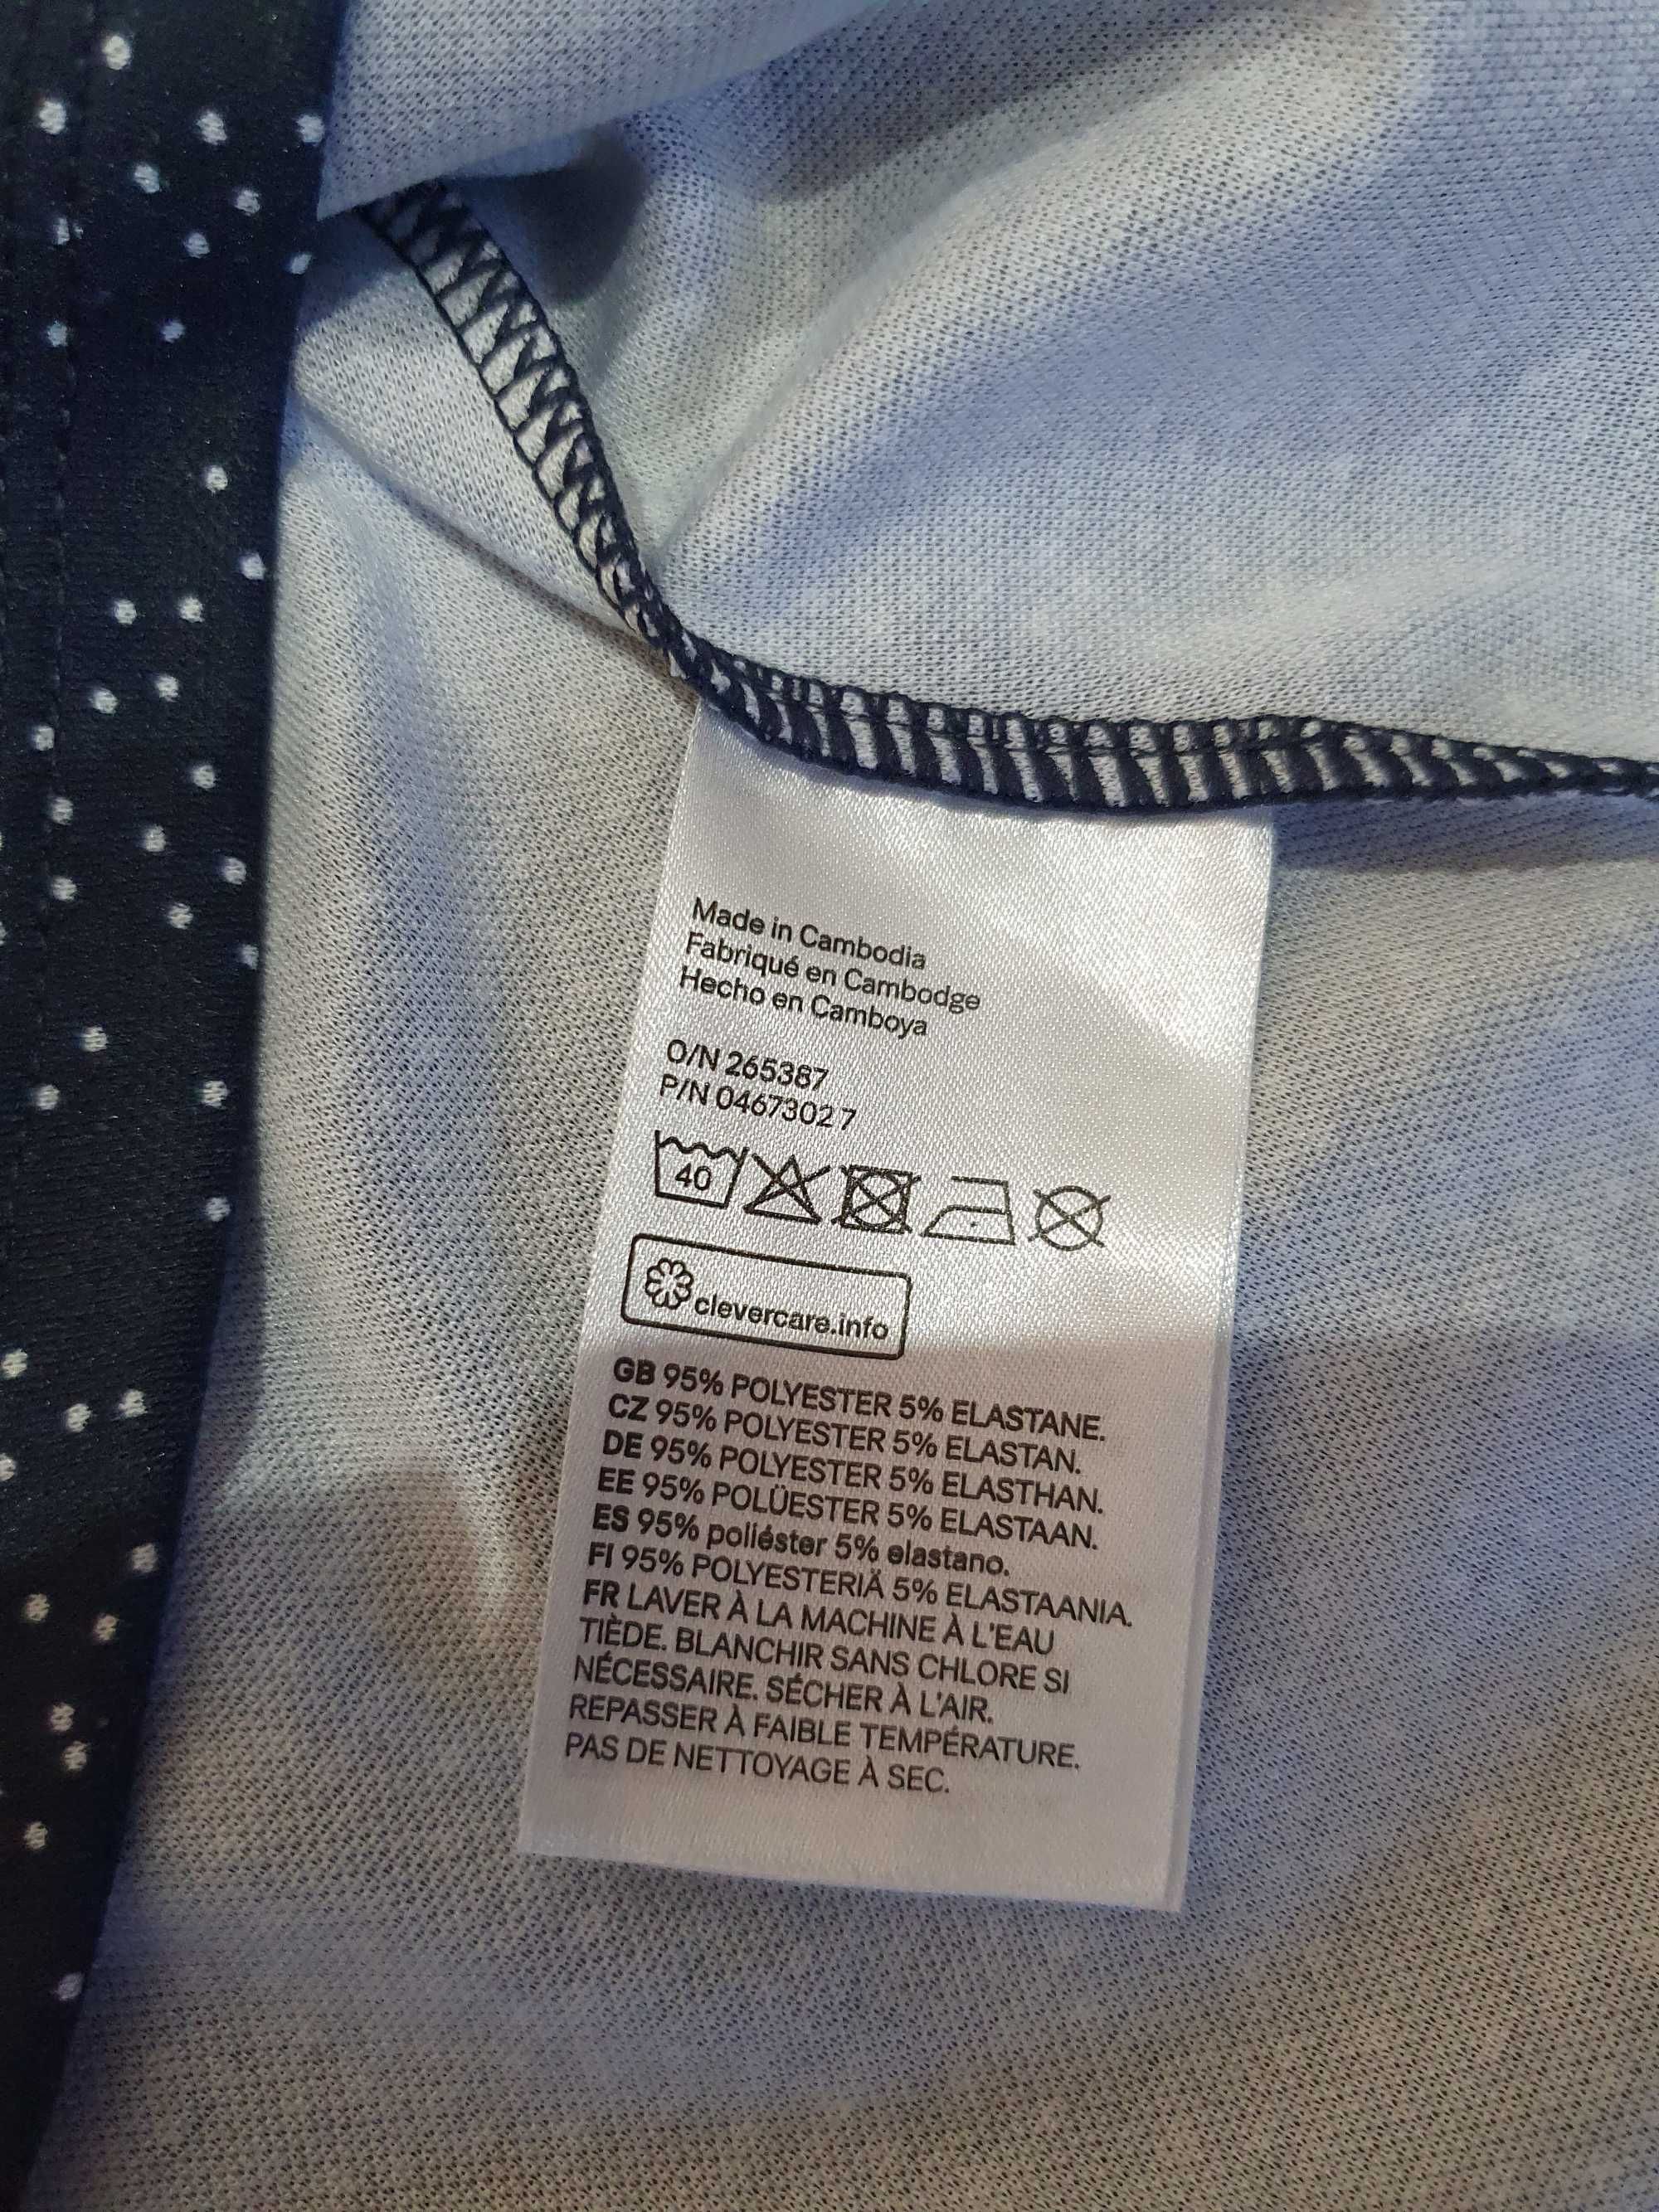 Made in Cambodia
Fabriqué en Cambodge
Hecho en Camboya
O/N 265387
P/N 0467302 7
40
clevercare.info
GB 95% POLYESTER 5% ELASTANE.
CZ 95% POLYESTER 5% ELASTAN.
DE 95% POLYESTER 5% ELASTHAN.
EE 95% POLÜESTER 5% ELASTAAN.
ES 95% poliéster 5% elastano.
FI 95% POLYESTERIÄ 5% ELASTAANIA.
FR LAVER À LA MACHINE À L'EAU
TIÈDE. BLANCHIR SANS CHLORE SI
NÉCESSAIRE. SÉCHER À L'AIR.
REPASSER À FAIBLE TEMPÉRATURE.
PAS DE NETTOYAGE À SEC.